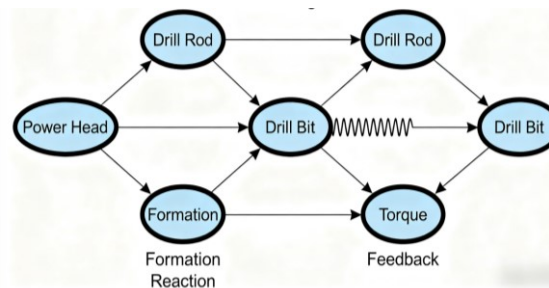 Drill Rod
Drill Rod
Power Head
Drill Bit
Drill Bit
Formation
Torque
Formation
Reaction
Feedback